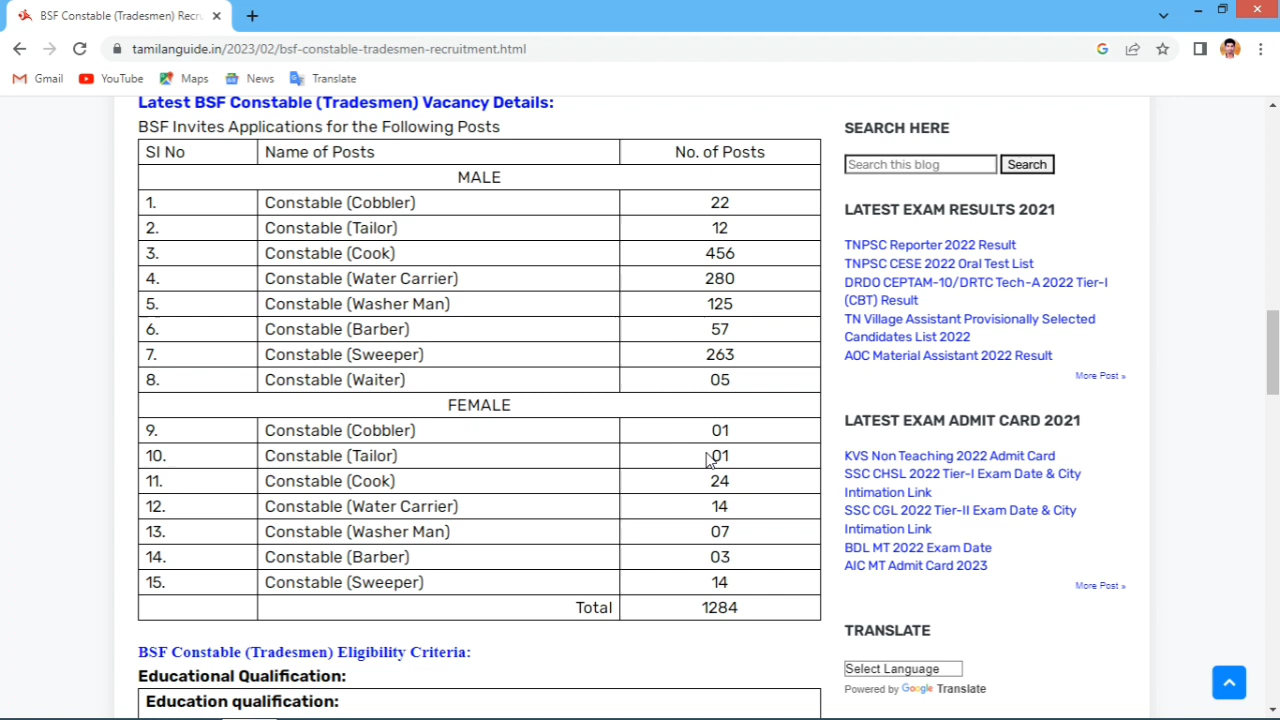 BSF Constable (Tradesmen) Recru
tamilanguide.in/2023/02/bsf-constable-tradesmen-recruitment.html
Gmail YouTube Maps News Translate
Latest BSF Constable (Tradesmen) Vacancy Details:
BSF Invites Applications for the Following Posts
Sl No Name of Posts No. of Posts
MALE
1. Constable (Cobbler) 22
2. Constable (Tailor) 12
3. Constable (Cook) 456
4. Constable (Water Carrier) 280
5. Constable (Washer Man) 125
6. Constable (Barber) 57
7. Constable (Sweeper) 263
8. Constable (Waiter) 05
FEMALE
9. Constable (Cobbler) 01
10. Constable (Tailor) 01
11. Constable (Cook) 24
12. Constable (Water Carrier) 14
13. Constable (Washer Man) 07
14. Constable (Barber) 03
15. Constable (Sweeper) 14
Total 1284
BSF Constable (Tradesmen) Eligibility Criteria:
Educational Qualification:
Education qualification:
SEARCH HERE
Search this blog Search
LATEST EXAM RESULTS 2021
TNPSC Reporter 2022 Result
TNPSC CESE 2022 Oral Test List
DRDO CEPTAM-10/DRTC Tech-A 2022 Tier-I
(CBT) Result
TN Village Assistant Provisionally Selected
Candidates List 2022
AOC Material Assistant 2022 Result
More Post »
LATEST EXAM ADMIT CARD 2021
KVS Non Teaching 2022 Admit Card
SSC CHSL 2022 Tier-I Exam Date & City
Intimation Link
SSC CGL 2022 Tier-II Exam Date & City
Intimation Link
BDL MT 2022 Exam Date
AIC MT Admit Card 2023
More Post »
TRANSLATE
Select Language
Powered by Google Translate